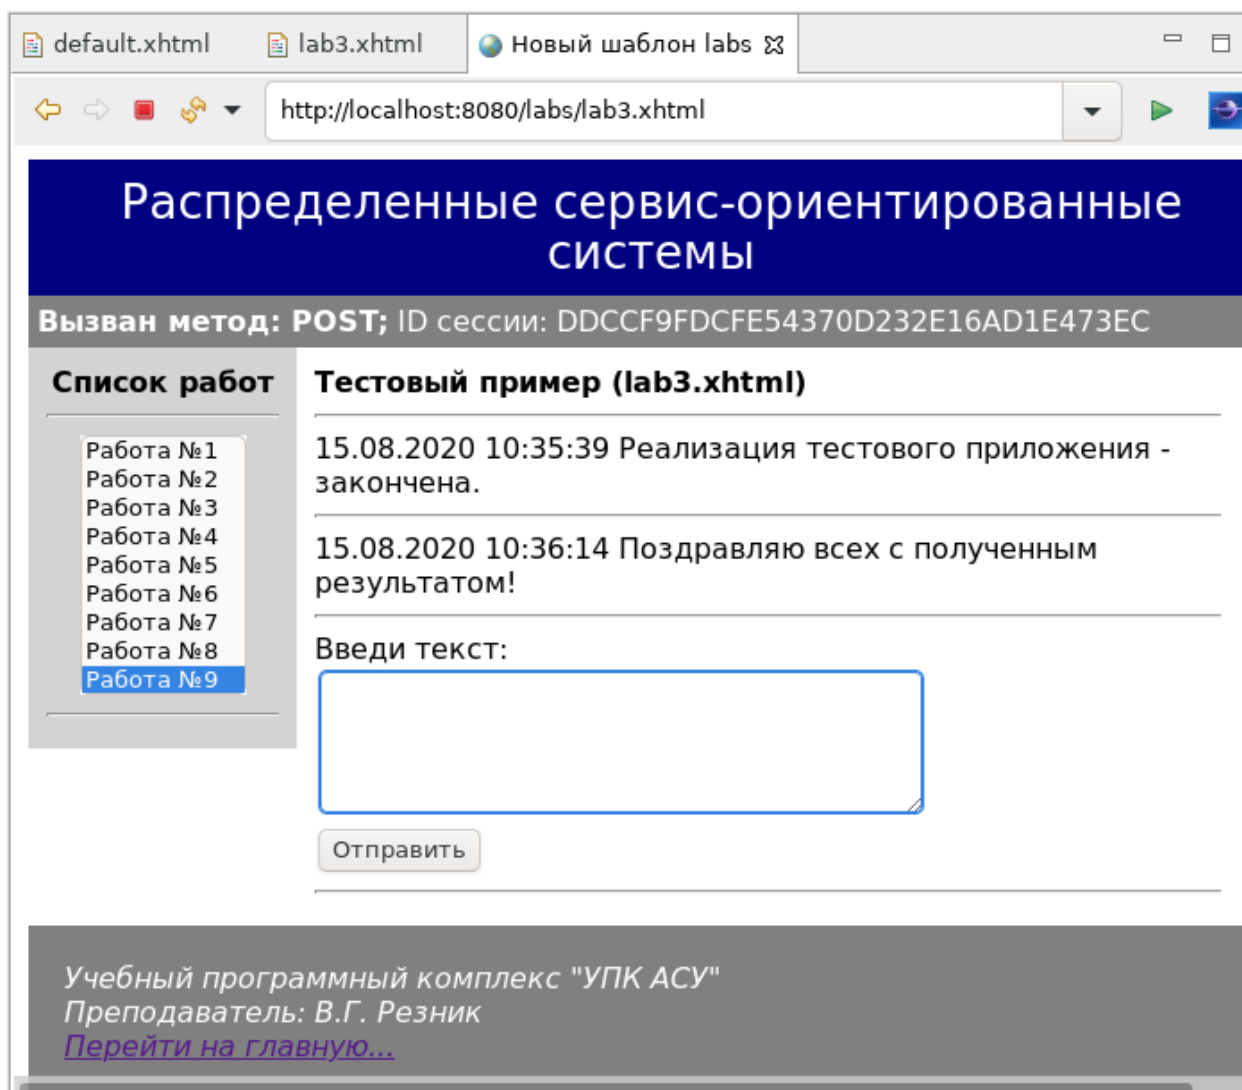 default.xhtml
lab3.xhtml
Новый шаблон labs
http://localhost:8080/labs/lab3.xhtml
Распределенные сервис-ориентированные
системы
Вызван метод: POST; ID сессии: DDCCF9FDCFE54370D232E16AD1E473EC
Список работ
Работа №1
Работа №2
Работа №3
Работа №4
Работа №5
Работа №6
Работа №7
Работа №8
Работа №9
Тестовый пример (lab3.xhtml)
15.08.2020 10:35:39 Реализация тестового приложения -
закончена.
15.08.2020 10:36:14 Поздравляю всех с полученным
результатом!
Введи текст:
Отправить
Учебный программный комплекс "УПК АСУ"
Преподаватель: В.Г. Резник
Перейти на главную...